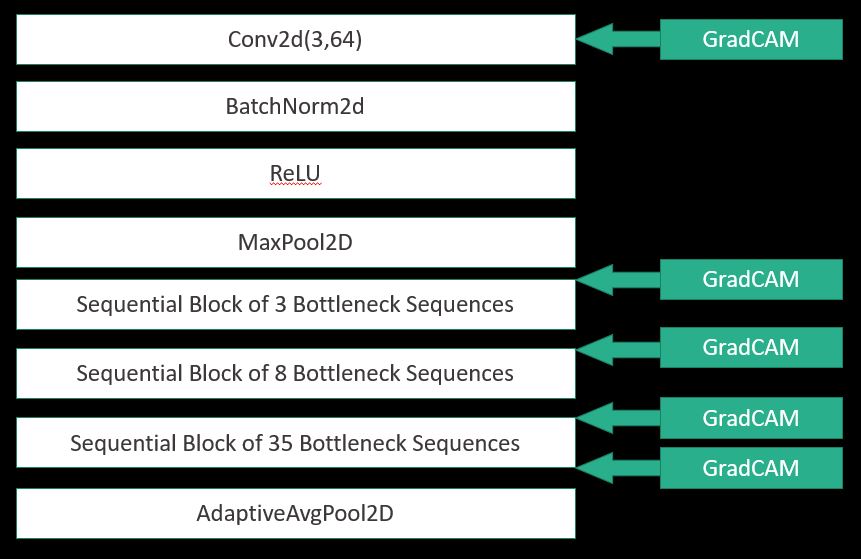 Conv2d(3,64)
GradCAM
BatchNorm2d
ReLU
MaxPool2D
GradCAM
Sequential Block of 3 Bottleneck Sequences
GradCAM
Sequential Block of 8 Bottleneck Sequences
GradCAM
Sequential Block of 35 Bottleneck Sequences
GradCAM
AdaptiveAvgPool2D